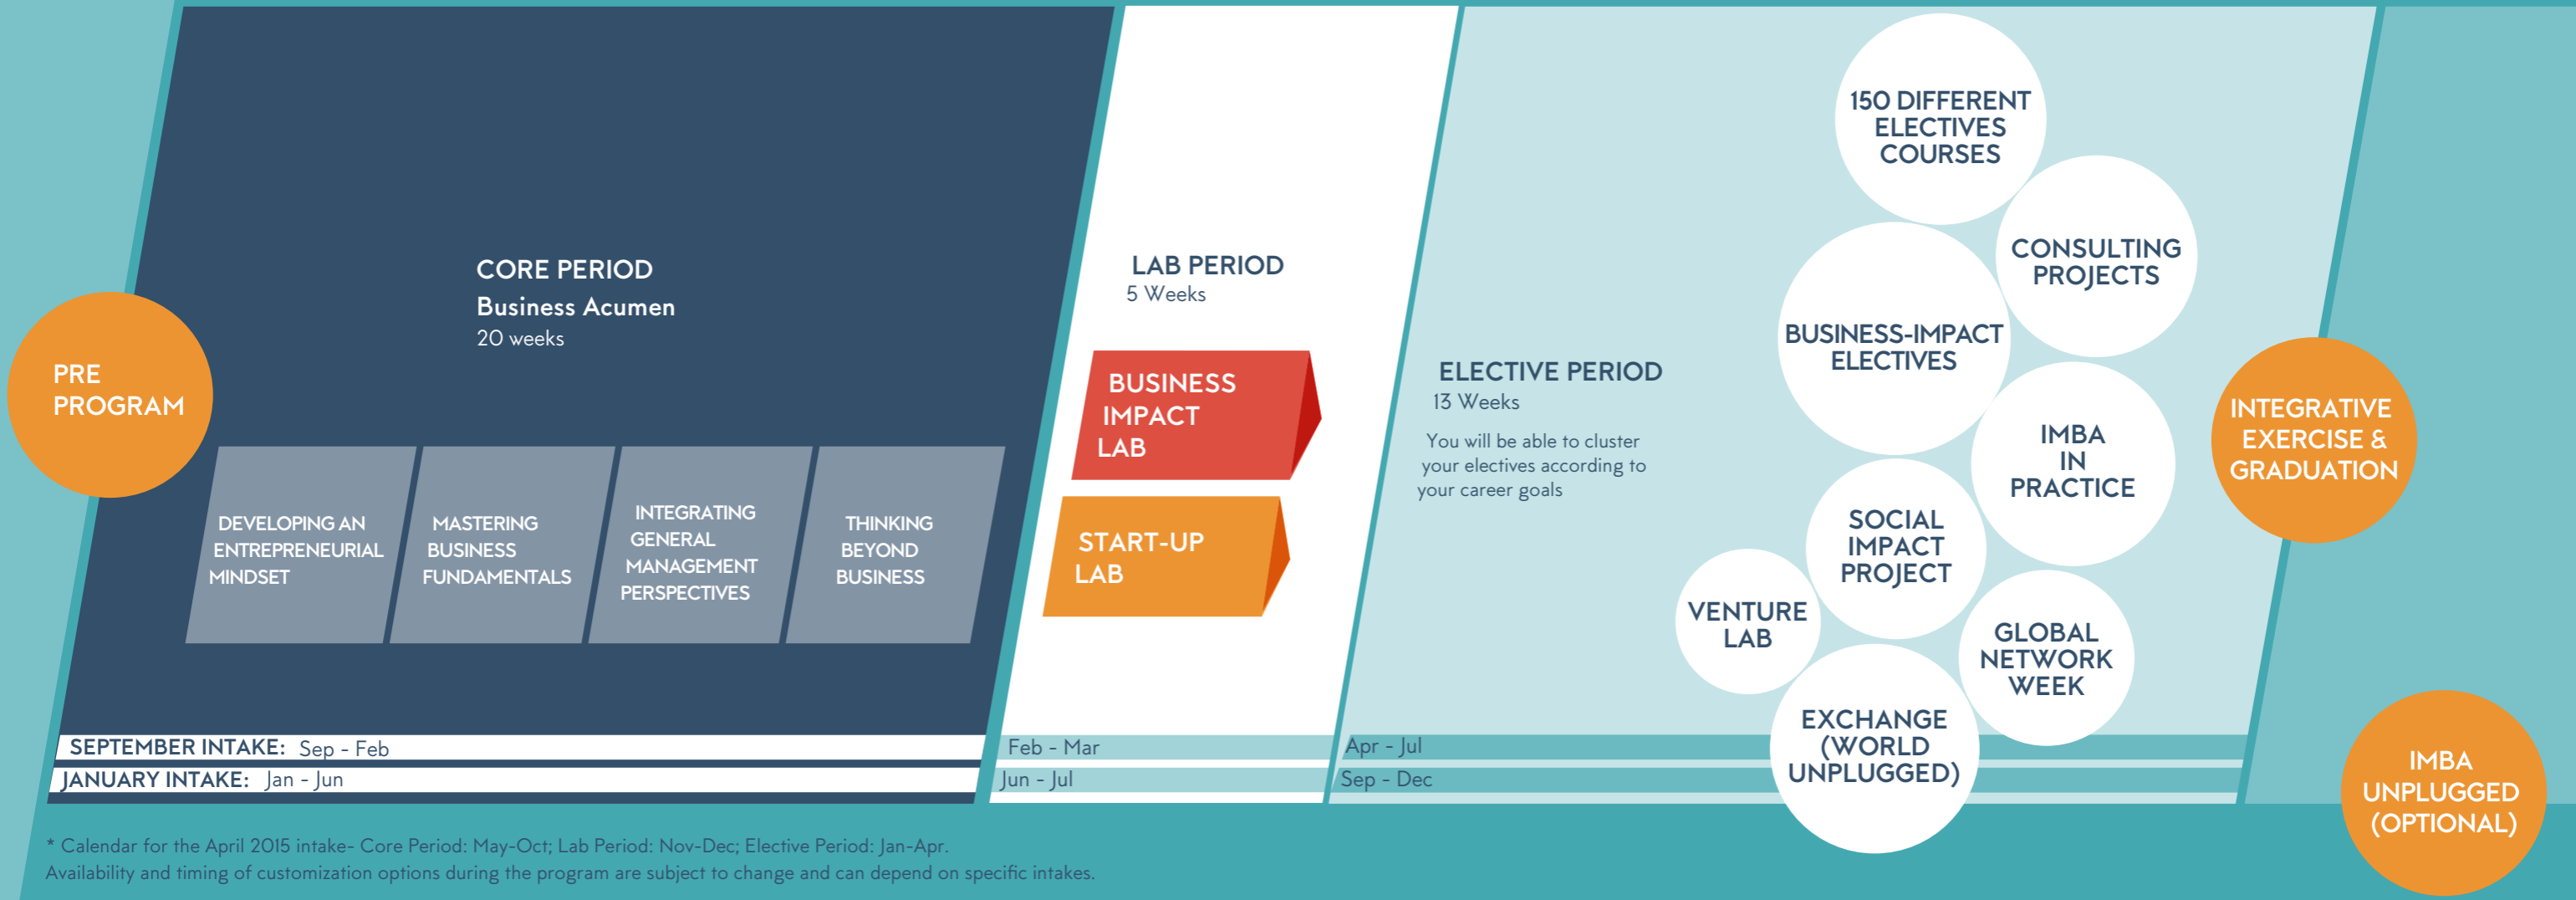 PRE
PROGRAM
CORE PERIOD
Business Acumen
20 weeks
DEVELOPING AN
ENTREPRENEURIAL
MINDSET
MASTERING
BUSINESS
FUNDAMENTALS
INTEGRATING
GENERAL
MANAGEMENT
PERSPECTIVES
THINKING
BEYOND
BUSINESS
LAB PERIOD
5 Weeks
BUSINESS
IMPACT
LAB
START-UP
LAB
ELECTIVE PERIOD
13 Weeks
You will be able to cluster
your electives according to
your career goals
150 DIFFERENT
ELECTIVES
COURSES
CONSULTING
PROJECTS
BUSINESS-IMPACT
ELECTIVES
IMBA
IN
PRACTICE
SOCIAL
IMPACT
PROJECT
VENTURE
LAB
GLOBAL
NETWORK
WEEK
EXCHANGE
(WORLD
UNPLUGGED)
INTEGRATIVE
EXERCISE &
GRADUATION
IMBA
UNPLUGGED
(OPTIONAL)
SEPTEMBER INTAKE: Sep - Feb
Feb - Mar
Apr - Jul
JANUARY INTAKE: Jan - Jun
Jun - Jul
Sep - Dec
* Calendar for the April 2015 intake- Core Period: May-Oct; Lab Period: Nov-Dec; Elective Period: Jan-Apr.
Availability and timing of customization options during the program are subject to change and can depend on specific intakes.